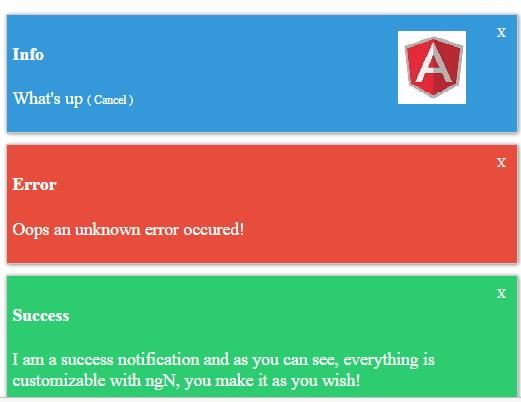 x
Info
A
What's up ( Cancel )
x
Error
Oops an unknown error occured!
x
Success
I am a success notification and as you can see, everything is
customizable with ngN, you make it as you wish!